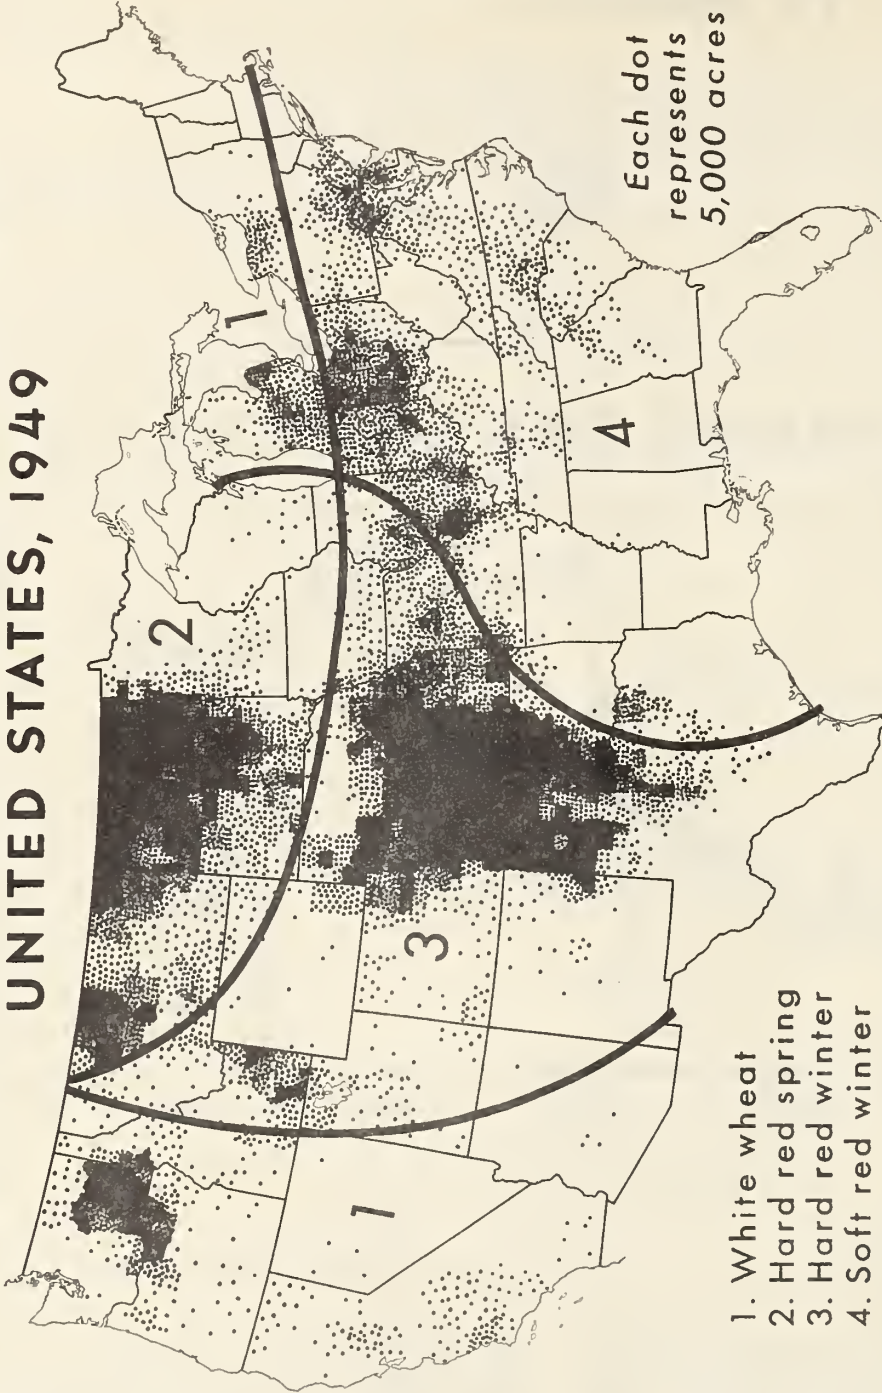 UNITED STATES, 1949
1
2
3
1
4
Each dot
represents
5,000 acres
1. White wheat
2. Hard red spring
3. Hard red winter
4. Soft red winter